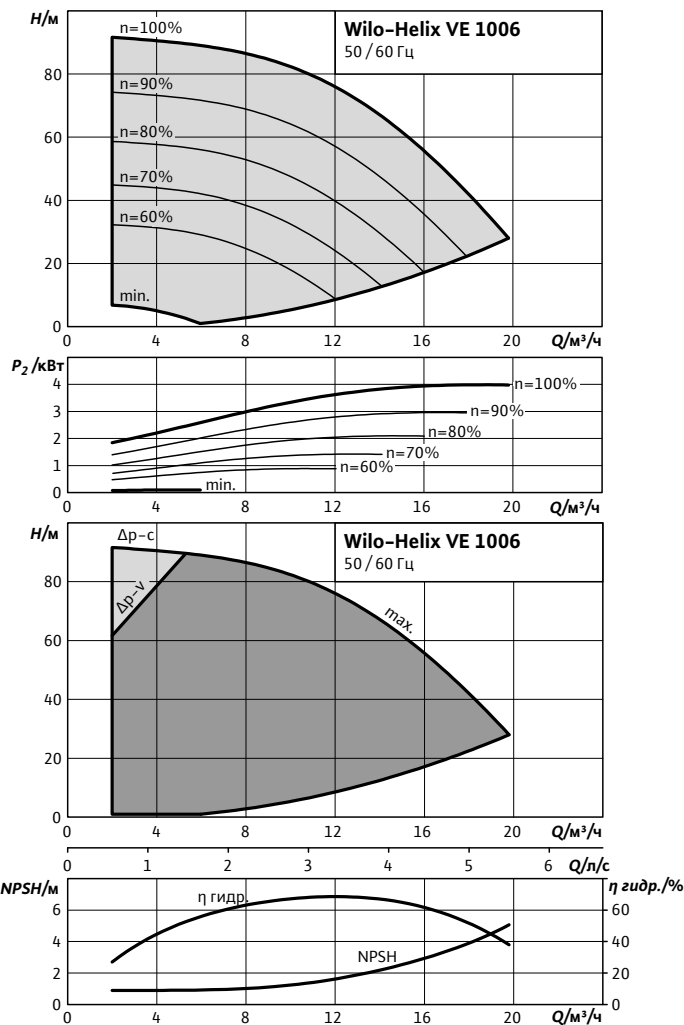 H/м
Wilo-Helix VE 1006
50 / 60 Гц
n=100%
80
n=90%
60
n=80%
40
n=70%
n=60%
20
min.
0
0 4 8 12 16 20 Q/м³/ч
P₂ /кВт
4
n=100%
3
n=90%
2
n=80%
n=70%
1
n=60%
min.
0
0 4 8 12 16 20 Q/м³/ч
H/м
Δp-c
Wilo-Helix VE 1006
50 / 60 Гц
80
Δp-v
max.
60
40
20
0
0 4 8 12 16 20 Q/м³/ч
0 1 2 3 4 5 6 Q/л/с
NPSH/м
η гидр./%
η гидр.
6 60
4 40
NPSH
2 20
0 0
0 4 8 12 16 20 Q/м³/ч